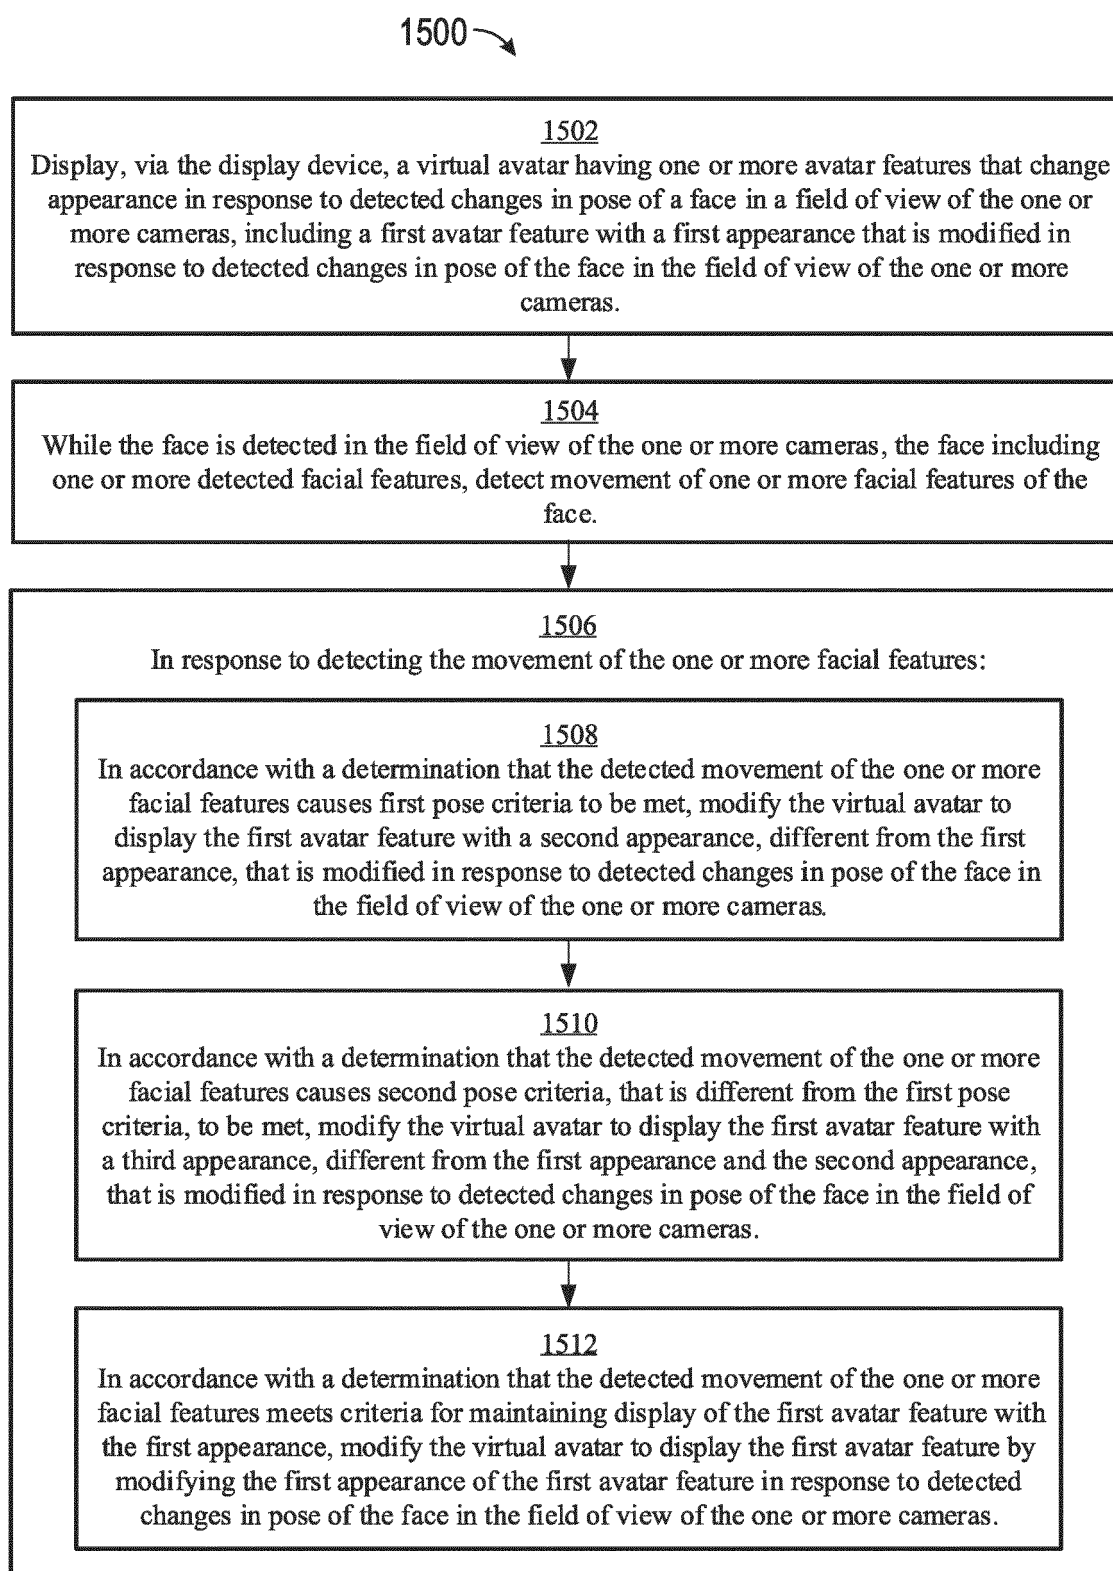 1500
1502
Display, via the display device, a virtual avatar having one or more avatar features that change
appearance in response to detected changes in pose of a face in a field of view of the one or
more cameras, including a first avatar feature with a first appearance that is modified in
response to detected changes in pose of the face in the field of view of the one or more
cameras.
1504
While the face is detected in the field of view of the one or more cameras, the face including
one or more detected facial features, detect movement of one or more facial features of the
face.
1506
In response to detecting the movement of the one or more facial features:
1508
In accordance with a determination that the detected movement of the one or more
facial features causes first pose criteria to be met, modify the virtual avatar to
display the first avatar feature with a second appearance, different from the first
appearance, that is modified in response to detected changes in pose of the face in
the field of view of the one or more cameras.
1510
In accordance with a determination that the detected movement of the one or more
facial features causes second pose criteria, that is different from the first pose
criteria, to be met, modify the virtual avatar to display the first avatar feature with
a third appearance, different from the first appearance and the second appearance,
that is modified in response to detected changes in pose of the face in the field of
view of the one or more cameras.
1512
In accordance with a determination that the detected movement of the one or more
facial features meets criteria for maintaining display of the first avatar feature with
the first appearance, modify the virtual avatar to display the first avatar feature by
modifying the first appearance of the first avatar feature in response to detected
changes in pose of the face in the field of view of the one or more cameras.